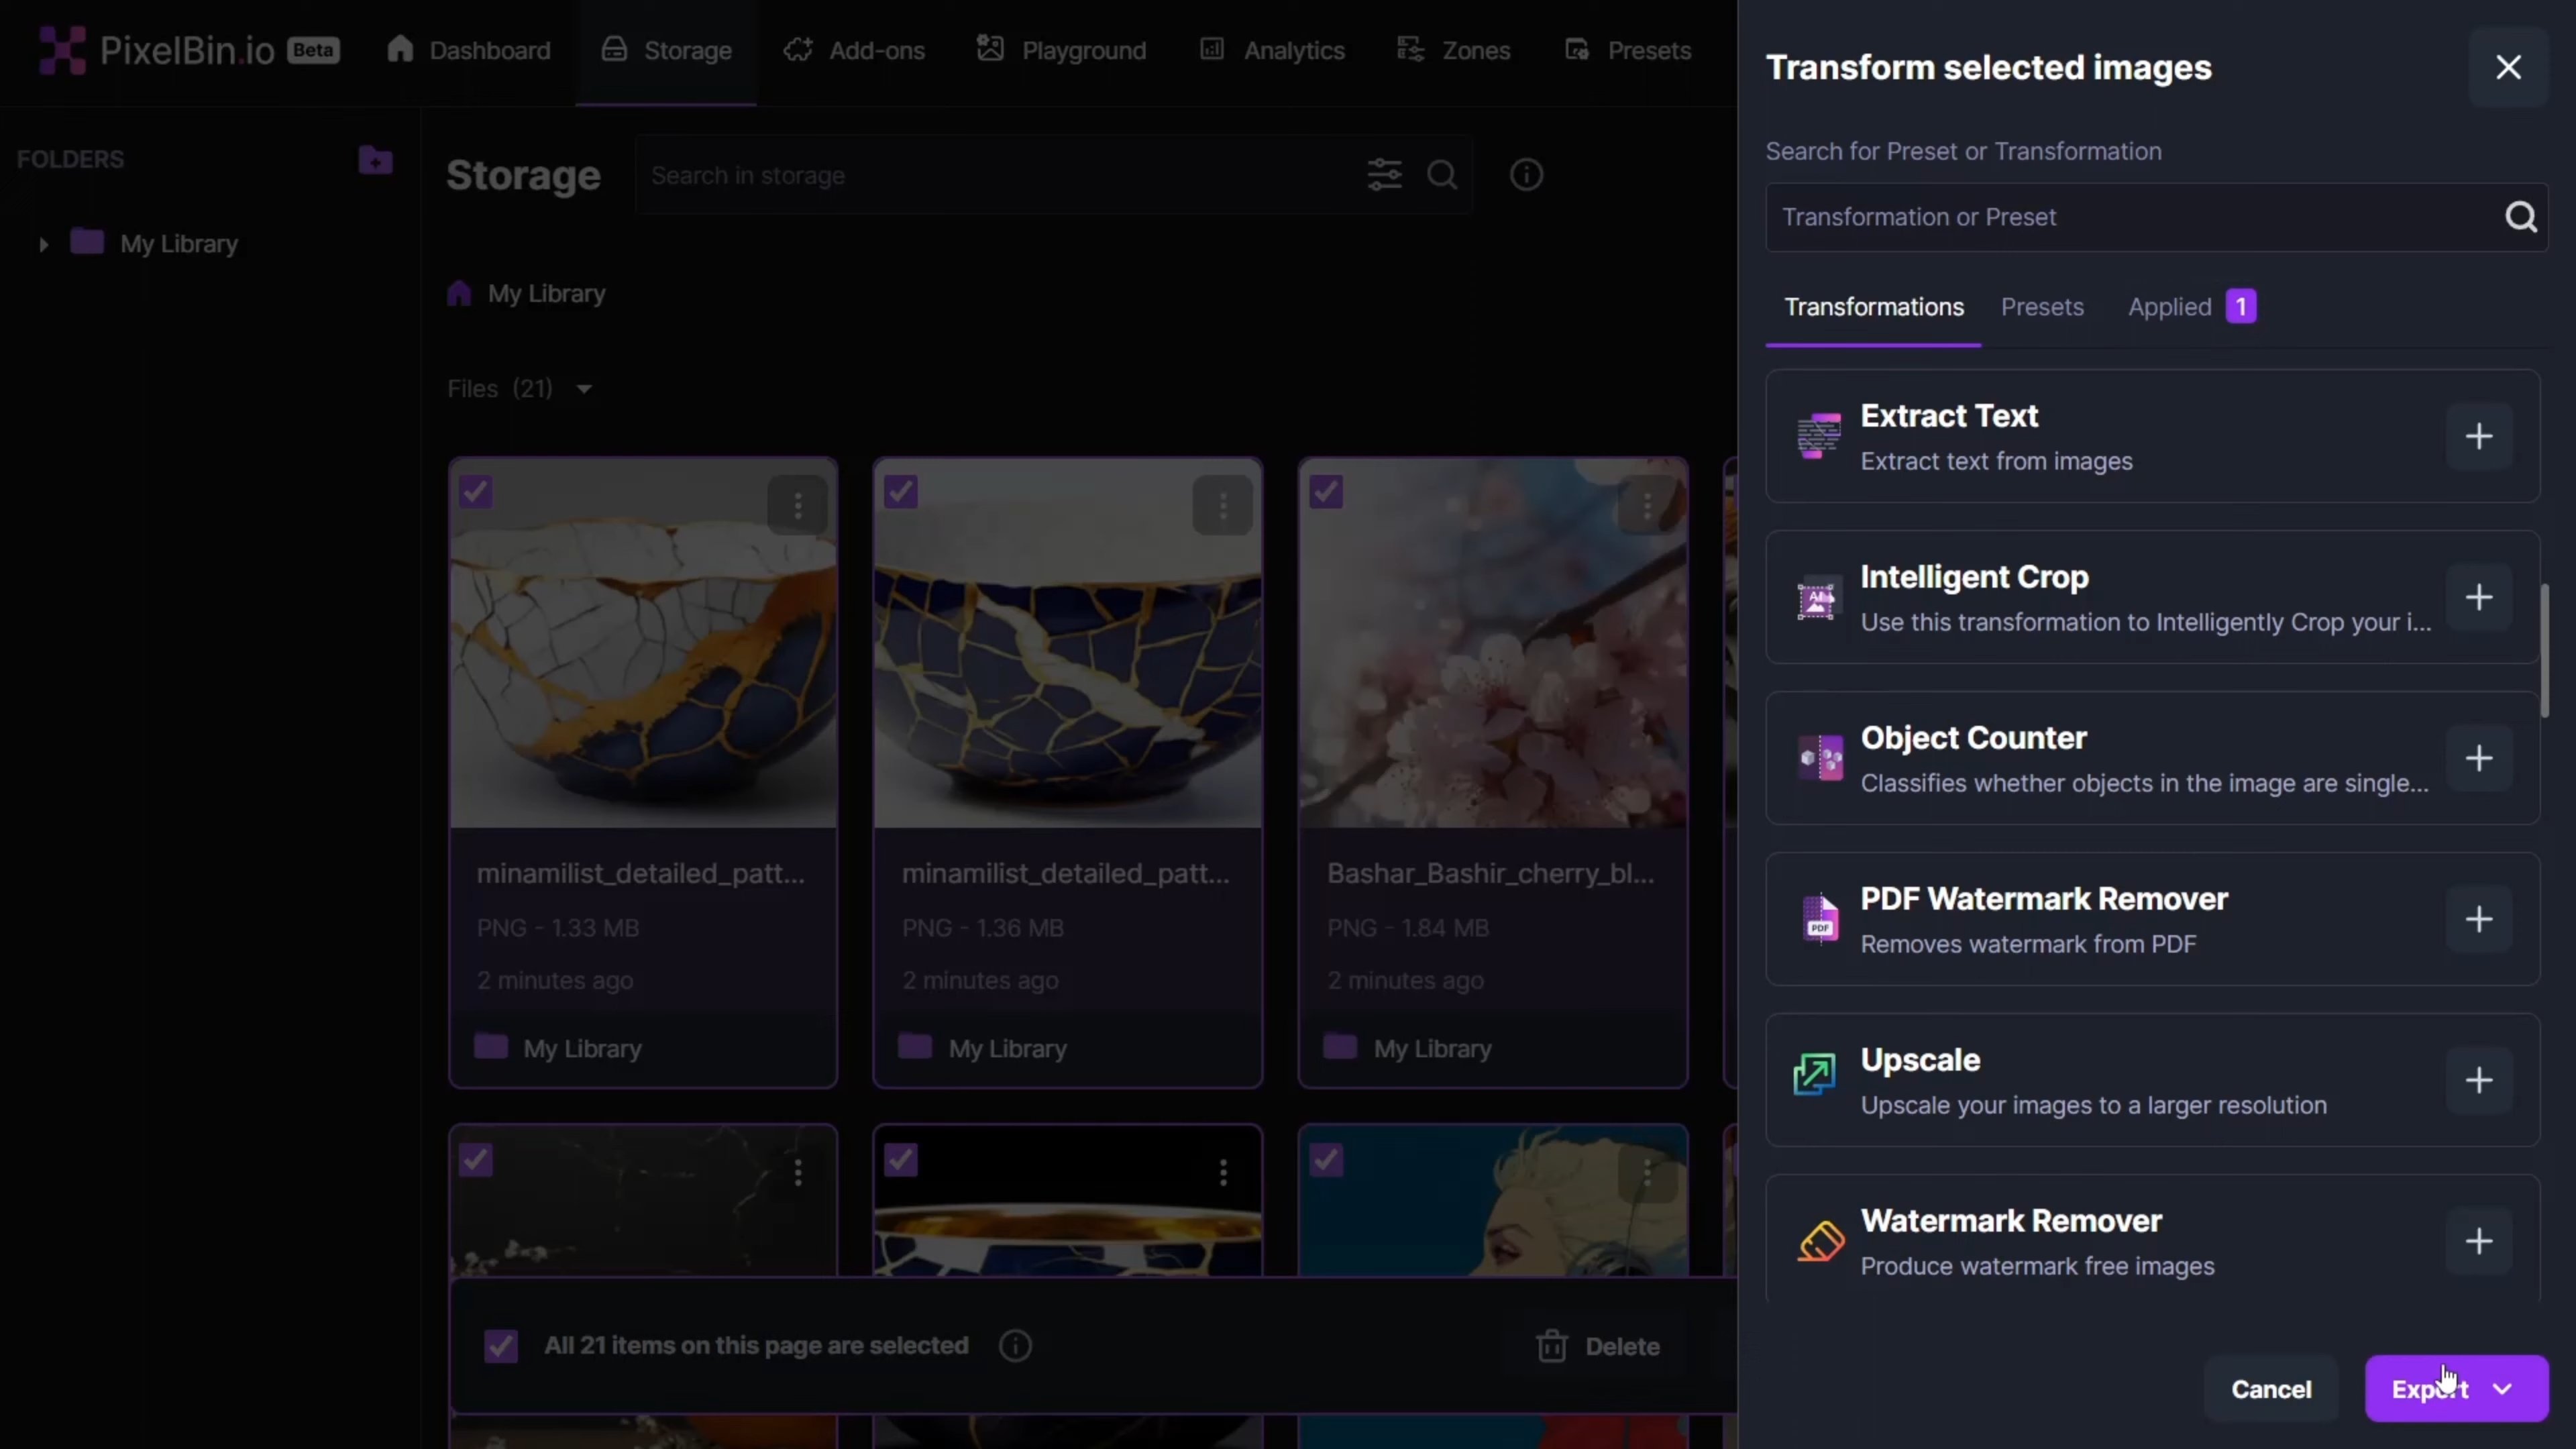 PixelBin.io Beta
Dashboard
Storage
Add-ons
Playground
Analytics
Zones
Presets
FOLDERS
My Library
Storage
Search in storage
My Library
Files (21)
minamilist_detailed_patt...
PNG - 1.33 MB
2 minutes ago
My Library
minamilist_detailed_patt...
PNG - 1.36 MB
2 minutes ago
My Library
Bashar_Bashir_cherry_bl...
PNG - 1.84 MB
2 minutes ago
My Library
All 21 items on this page are selected
Delete
Transform selected images
Search for Preset or Transformation
Transformation or Preset
Transformations
Presets
Applied 1
Extract Text
Extract text from images
AI
Intelligent Crop
Use this transformation to Intelligently Crop your i...
Object Counter
Classifies whether objects in the image are single...
PDF
PDF Watermark Remover
Removes watermark from PDF
Upscale
Upscale your images to a larger resolution
Watermark Remover
Produce watermark free images
Cancel
Export